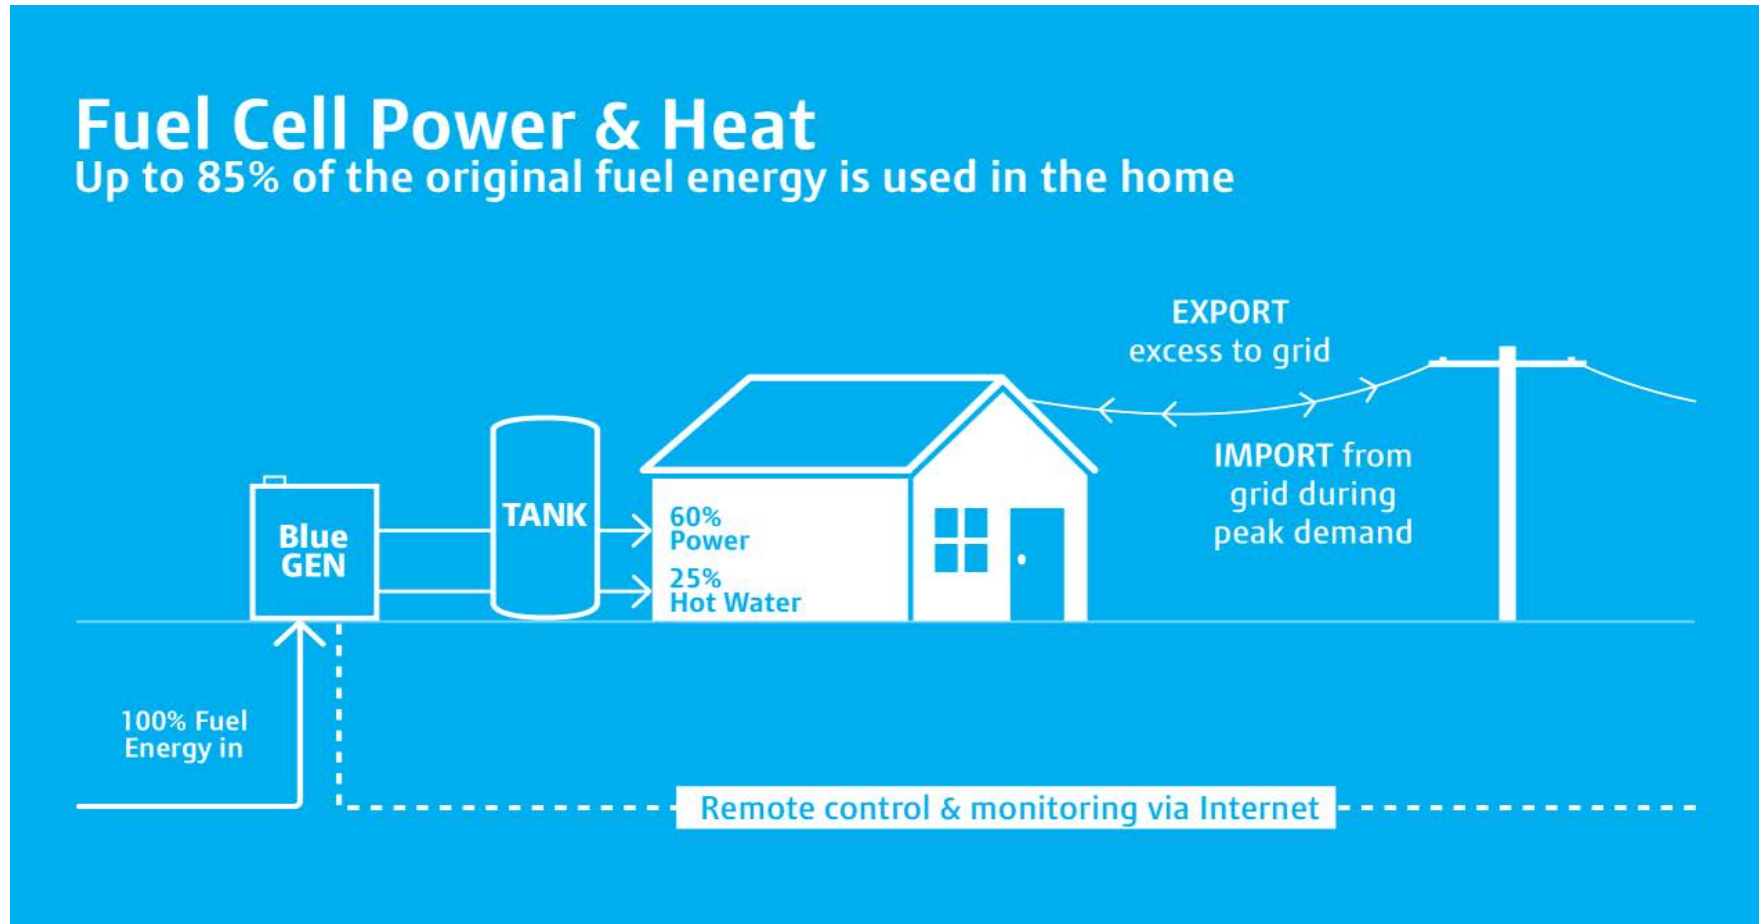 Fuel Cell Power & Heat
Up to 85% of the original fuel energy is used in the home
EXPORT
excess to grid
IMPORT from
grid during
peak demand
TANK
Blue
GEN
60%
Power
25%
Hot Water
100% Fuel
Energy in
Remote control & monitoring via Internet